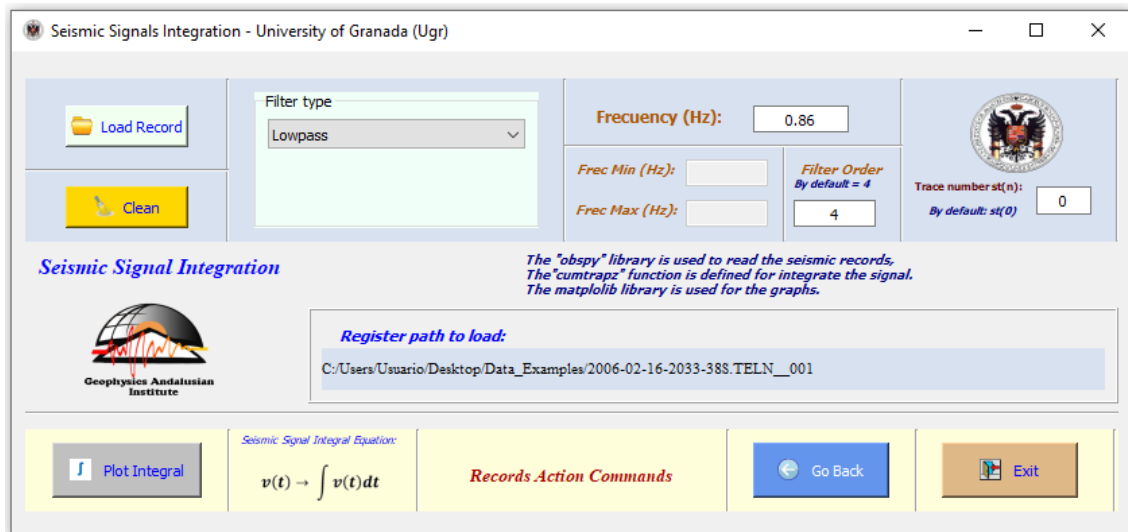 Seismic Signals Integration - University of Granada (Ugr)
Load Record
Clean
Filter type
Lowpass
Frecuency (Hz):
0.86
Frec Min (Hz):
Frec Max (Hz):
Filter Order
By default = 4
4
Trace number st(n):
By default: st(0)
0
Seismic Signal Integration
The "obspy" library is used to read the seismic records,
The"cumtrapz" function is defined for integrate the signal.
The matplolib library is used for the graphs.
Geophysics Andalusian
Institute
Register path to load:
C:/Users/Usuario/Desktop/Data_Examples/2006-02-16-2033-38S.TELN__001
Plot Integral
Seismic Signal Integral Equation:
v(t) → ∫ v(t)dt
Records Action Commands
Go Back
Exit